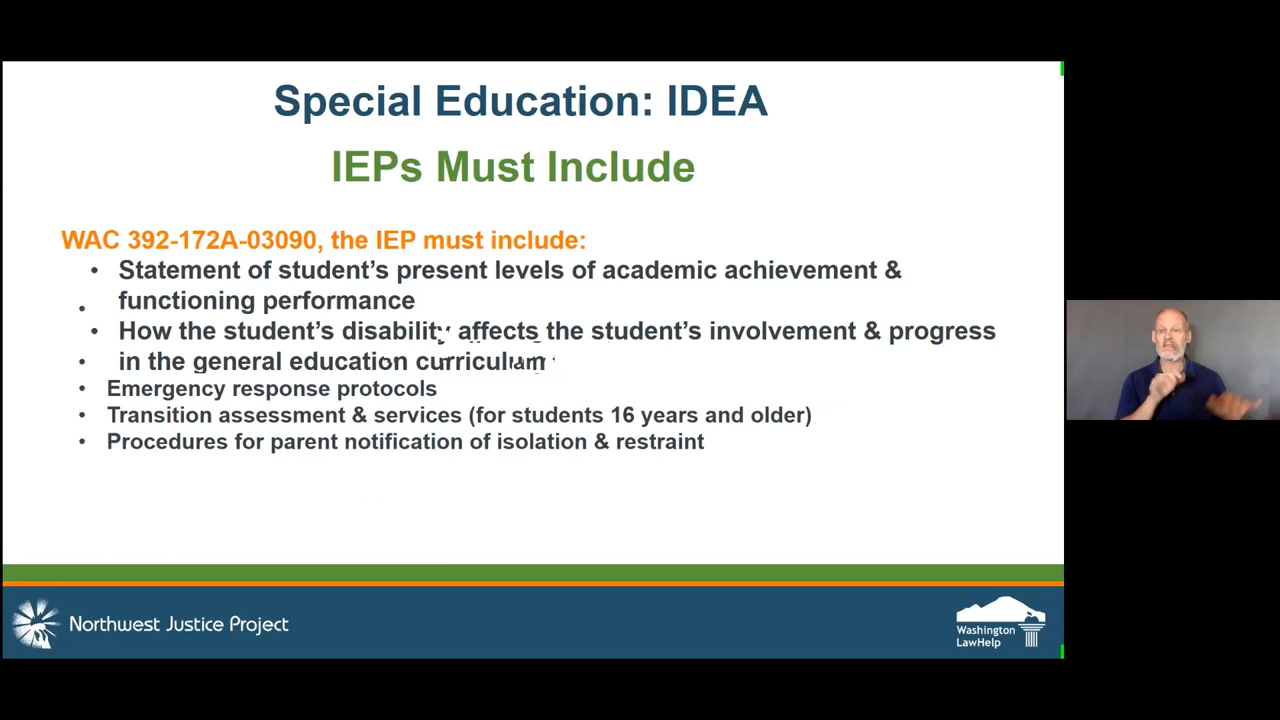 Special Education: IDEA
IEPs Must Include
WAC 392-172A-03090, the IEP must include:
• Statement of student's present levels of academic achievement &
functioning performance
• How the student's disability affects the student's involvement & progress
in the general education curriculum
• Emergency response protocols
• Transition assessment & services (for students 16 years and older)
• Procedures for parent notification of isolation & restraint
Northwest Justice Project
Washington
LawHelp